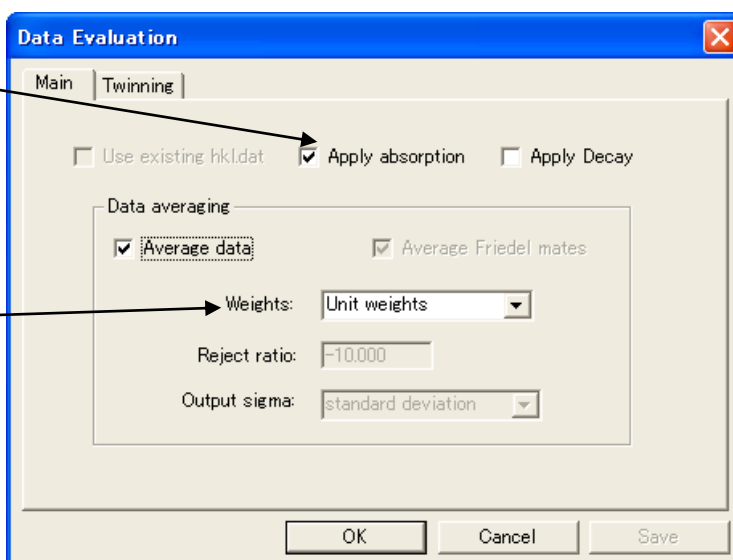 Data Evaluation
Main Twinning
Use existing hkl.dat Apply absorption Apply Decay
Data averaging
Average data Average Friedel mates
Weights: Unit weights
Reject ratio: -10.000
Output sigma: standard deviation
OK Cancel Save